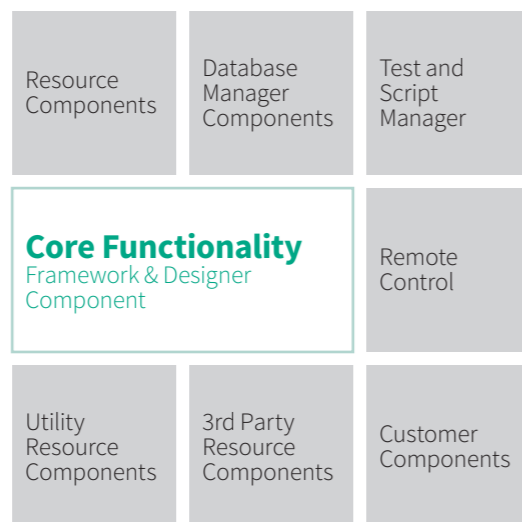 Resource
Components
Database
Manager
Components
Test and
Script
Manager
Core Functionality
Framework & Designer
Component
Remote
Control
Utility
Resource
Components
3rd Party
Resource
Components
Customer
Components